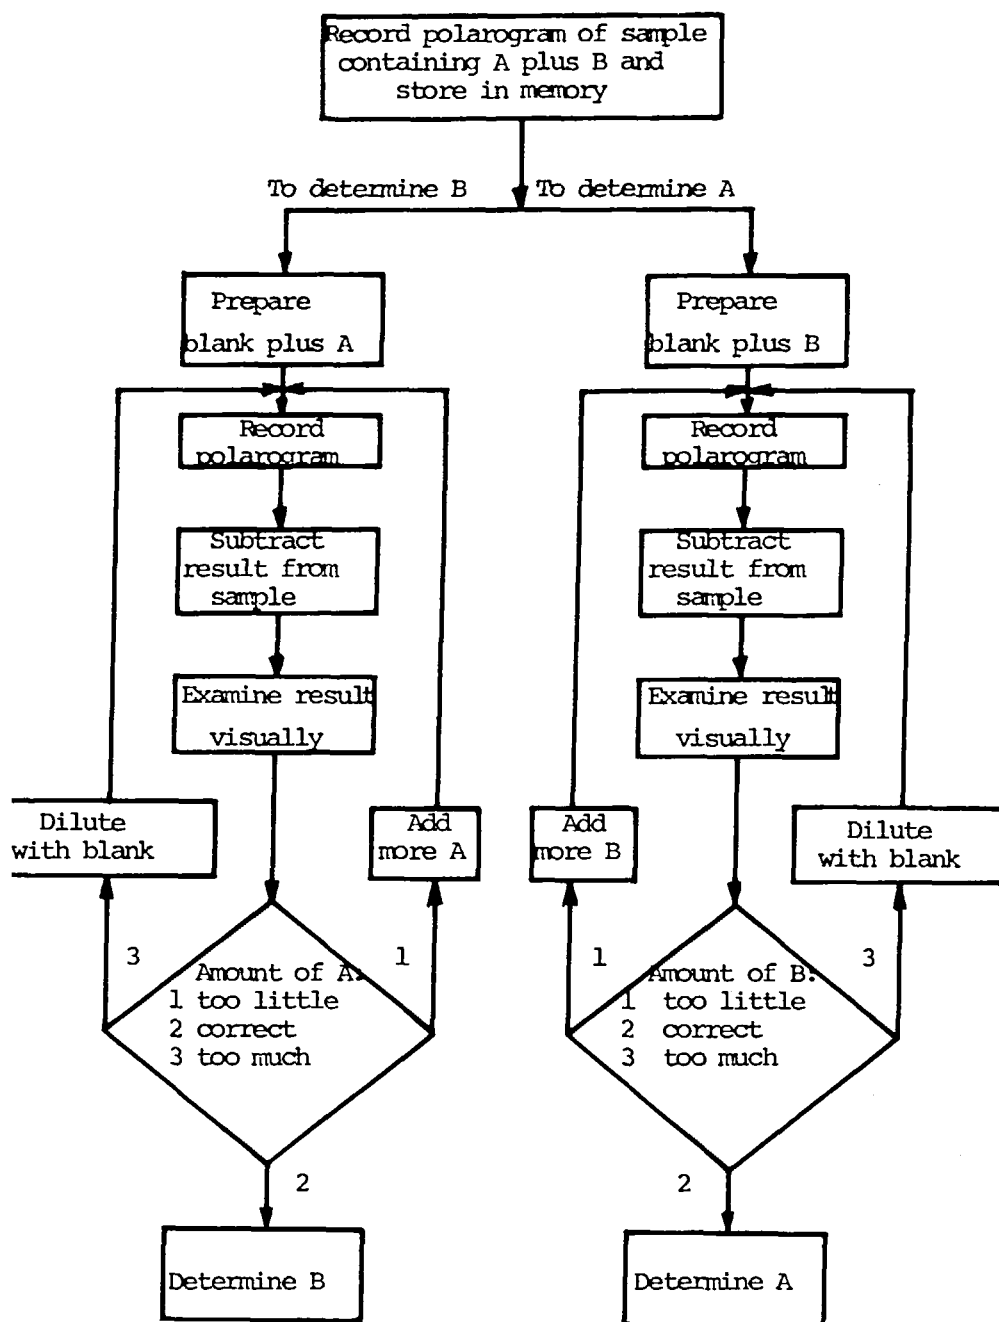 Record polarogram of sample
containing A plus B and
store in memory
To determine B
To determine A
Prepare
blank plus A
Record
polarogram
Subtract
result from
sample
Examine result
visually
Dilute
with blank
Add
more A
3
1
Amount of A:
1 too little
2 correct
3 too much
2
Determine B
Prepare
blank plus B
Record
polarogram
Subtract
result from
sample
Examine result
visually
Add
more B
Dilute
with blank
1
3
Amount of B:
1 too little
2 correct
3 too much
2
Determine A